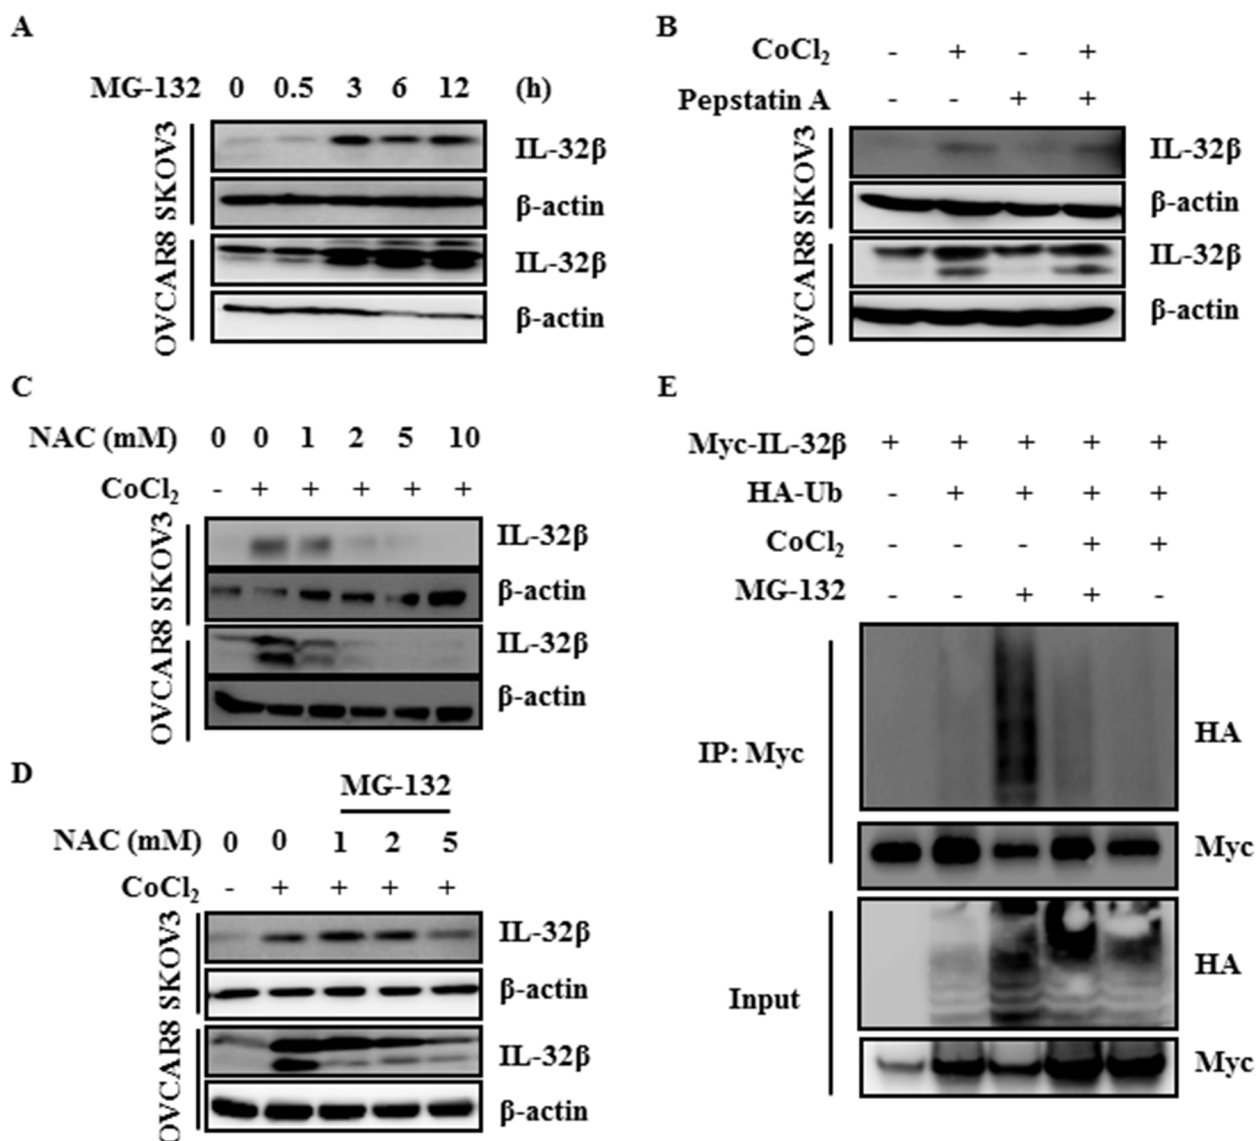 A
MG-132 0 0.5 3 6 12 (h)
SKOV3
IL-32β
β-actin
OVCAR8
IL-32β
β-actin
B
CoCl₂ - + - +
Pepstatin A - - + +
SKOV3
IL-32β
β-actin
OVCAR8
IL-32β
β-actin
C
NAC (mM) 0 0 1 2 5 10
CoCl₂ - + + + + +
SKOV3
IL-32β
β-actin
OVCAR8
IL-32β
β-actin
D
MG-132
NAC (mM) 0 0 1 2 5
CoCl₂ - + + + +
SKOV3
IL-32β
β-actin
OVCAR8
IL-32β
β-actin
E
Myc-IL-32β + + + + +
HA-Ub - + + + +
CoCl₂ - - - + +
MG-132 - - + + -
IP: Myc
HA
Myc
Input
HA
Myc